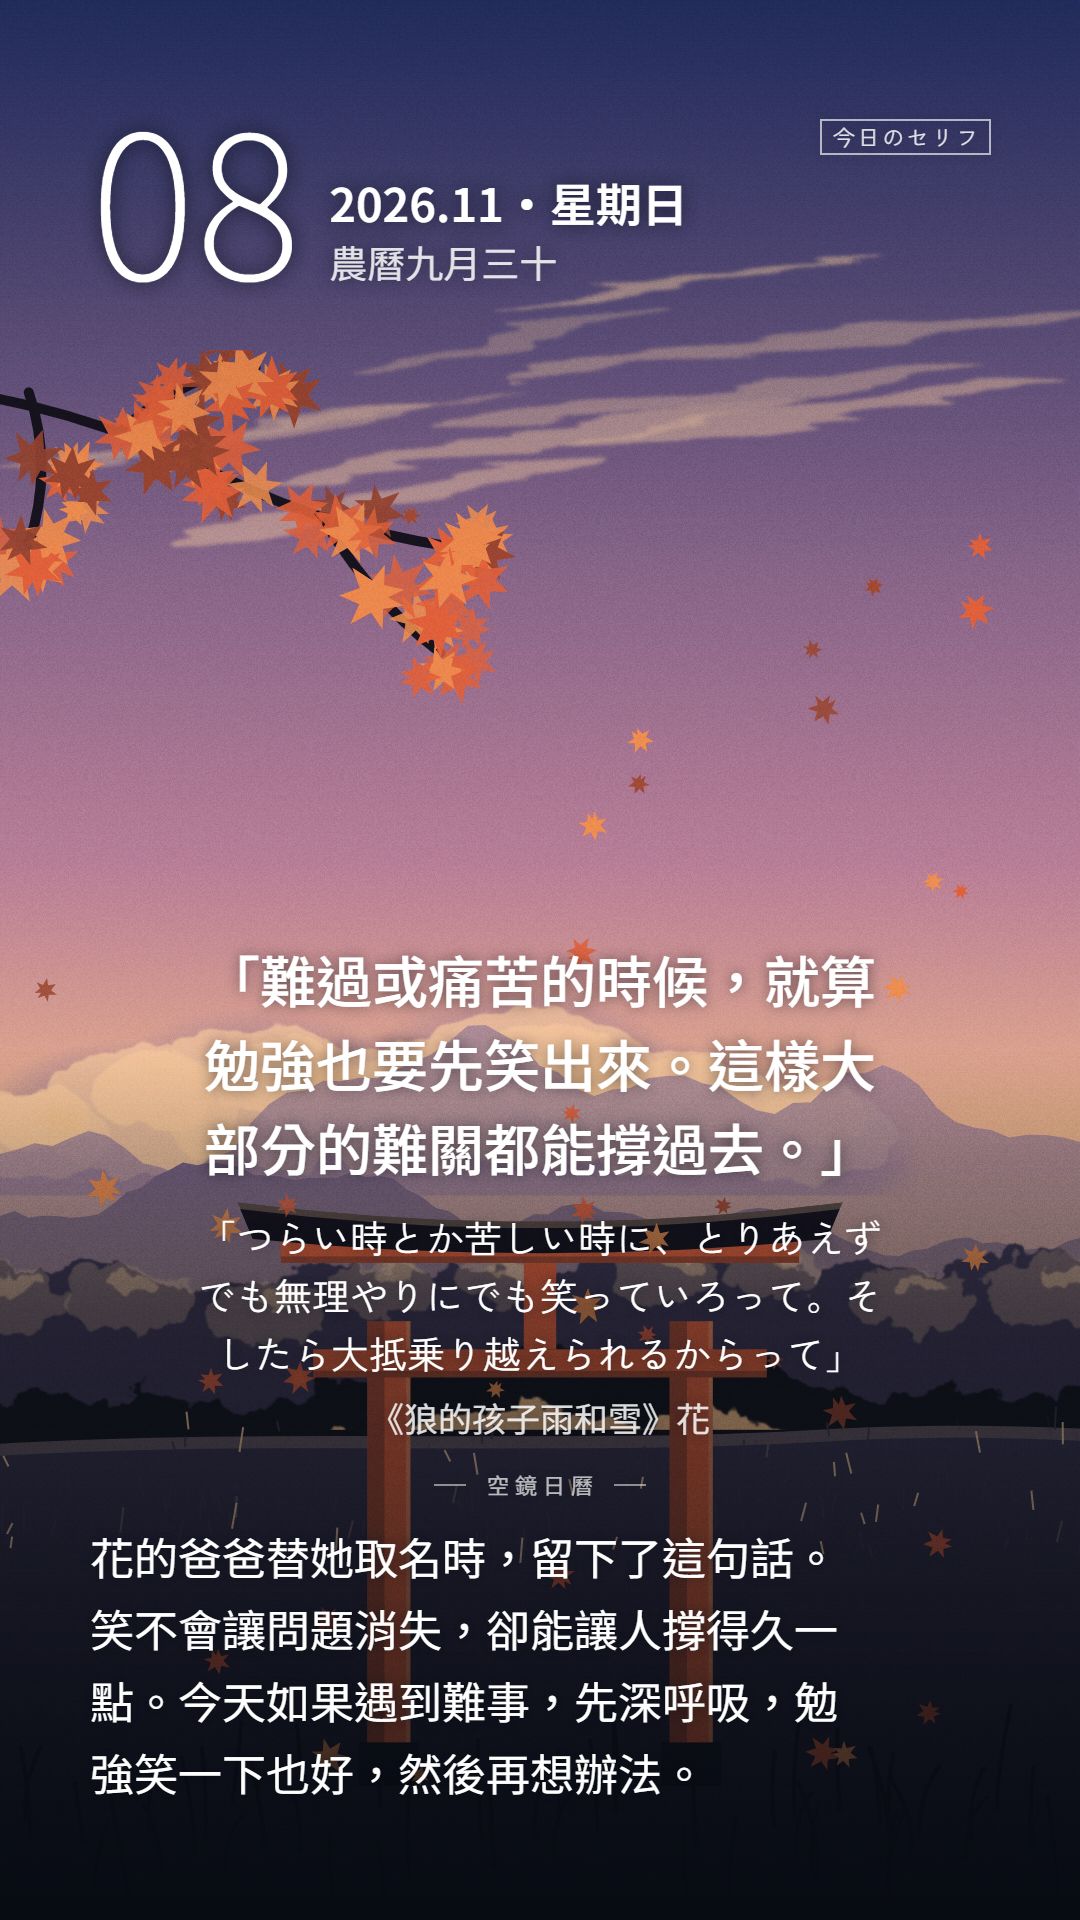 08
2026.11・星期日
農曆九月三十
今日のセリフ
「難過或痛苦的時候，就算
勉強也要先笑出來。這樣大
部分的難關都能撐過去。」
「つらい時とか苦しい時に、とりあえず
でも無理やりにでも笑っていろって。そ
したら大抵乗り越えられるからって」
《狼的孩子雨和雪》花
空鏡日曆
花的爸爸替她取名時，留下了這句話。
笑不會讓問題消失，卻能讓人撐得久一
點。今天如果遇到難事，先深呼吸，勉
強笑一下也好，然後再想辦法。